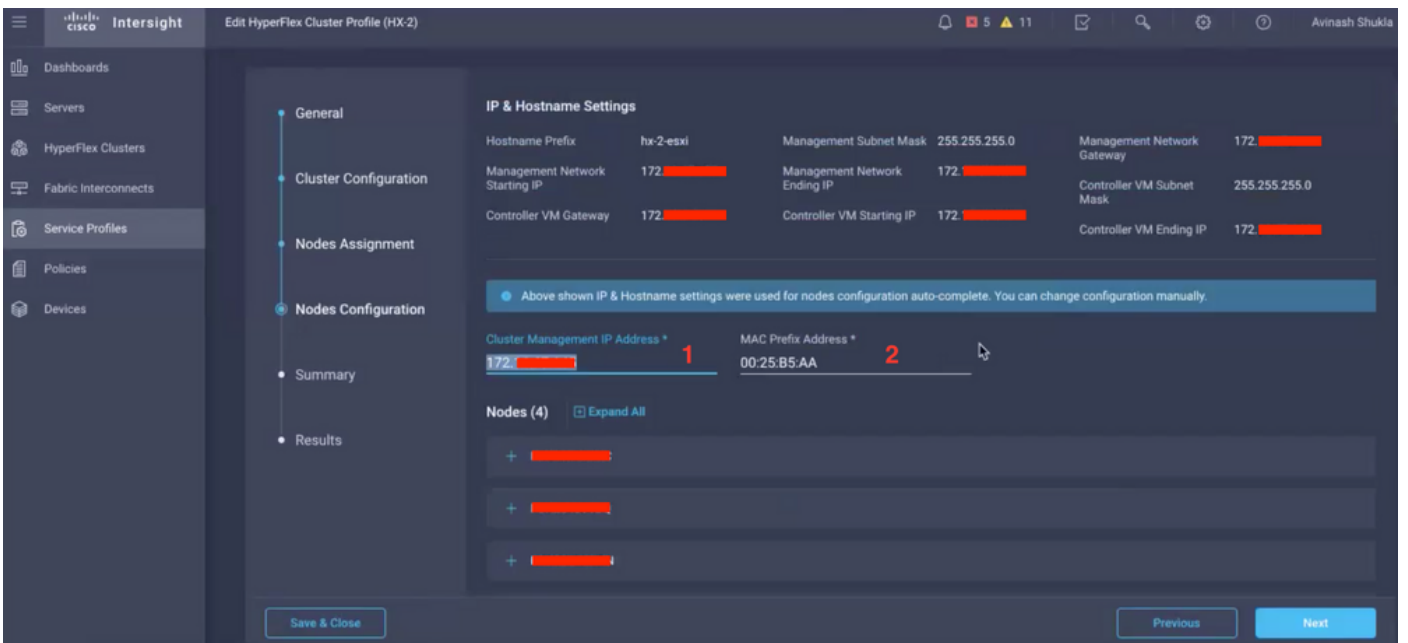 cisco Intersight
Edit HyperFlex Cluster Profile (HX-2)
5 11
Avinash Shukla
Dashboards
Servers
HyperFlex Clusters
Fabric Interconnects
Service Profiles
Policies
Devices
General
Cluster Configuration
Nodes Assignment
Nodes Configuration
Summary
Results
IP & Hostname Settings
Hostname Prefix hx-2-esxi
Management Network
Starting IP 172.
Controller VM Gateway 172.
Management Subnet Mask 255.255.255.0
Management Network
Ending IP 172.
Controller VM Starting IP 172.
Management Network
Gateway 172.
Controller VM Subnet
Mask 255.255.255.0
Controller VM Ending IP 172.
Above shown IP & Hostname settings were used for nodes configuration auto-complete. You can change configuration manually.
Cluster Management IP Address *
172.
1
MAC Prefix Address *
00:25:B5:AA
2
Nodes (4) Expand All
Save & Close
Previous
Next